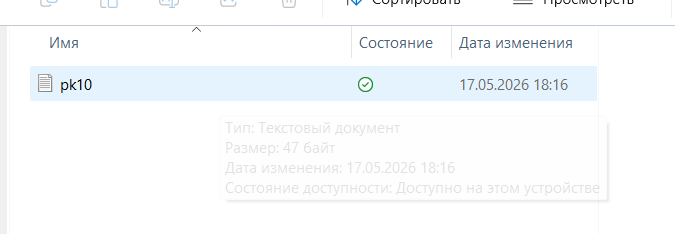 Сортировать
Просмотреть
Имя
Состояние
Дата изменения
pk10
17.05.2026 18:16
Тип: Текстовый документ
Размер: 47 байт
Дата изменения: 17.05.2026 18:16
Состояние доступности: Доступно на этом устройстве